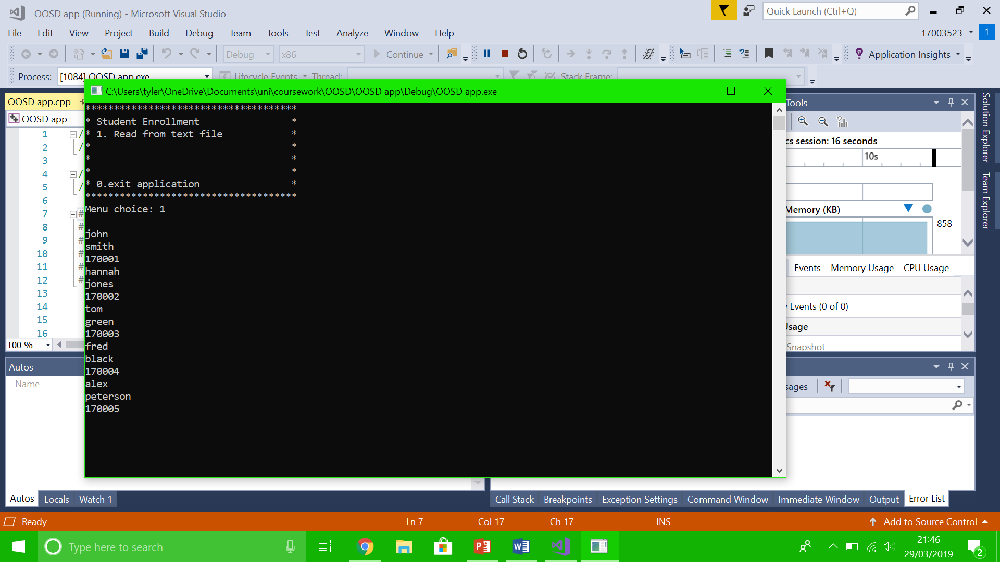 OOSD app (Running) - Microsoft Visual Studio
Quick Launch (Ctrl+Q)
File Edit View Project Build Debug Team Tools Test Analyze Window Help
17003523 1
Debug x86 Continue Application Insights
Process: [1084] OOSD app.exe Lifecycle Events Thread: Stack Frame:
C:\Users\tyler\OneDrive\Documents\uni\coursework\OOSD\OOSD app\Debug\OOSD app.exe
*************************************
* Student Enrollment *
* 1. Read from text file *
* *
* *
* *
* 0.exit application *
*************************************
Menu choice: 1
john
smith
170001
hannah
jones
170002
tom
green
170003
fred
black
170004
alex
peterson
170005
OOSD app.cpp
OOSD app
1 /
2 /
3
4 /
5 /
6
7 #
8 #
9 #
10 #
11 #
12 #
13
14
15
16
100 %
Tools
cs session: 16 seconds
10s
Memory (KB)
858
Events Memory Usage CPU Usage
Events (0 of 0)
Usage
Snapshot
Solution Explorer
Team Explorer
Autos
Name
sages
Autos Locals Watch 1
Call Stack Breakpoints Exception Settings Command Window Immediate Window Output Error List
Ready Ln 7 Col 17 Ch 17 INS Add to Source Control
Type here to search
21:46
29/03/2019
2